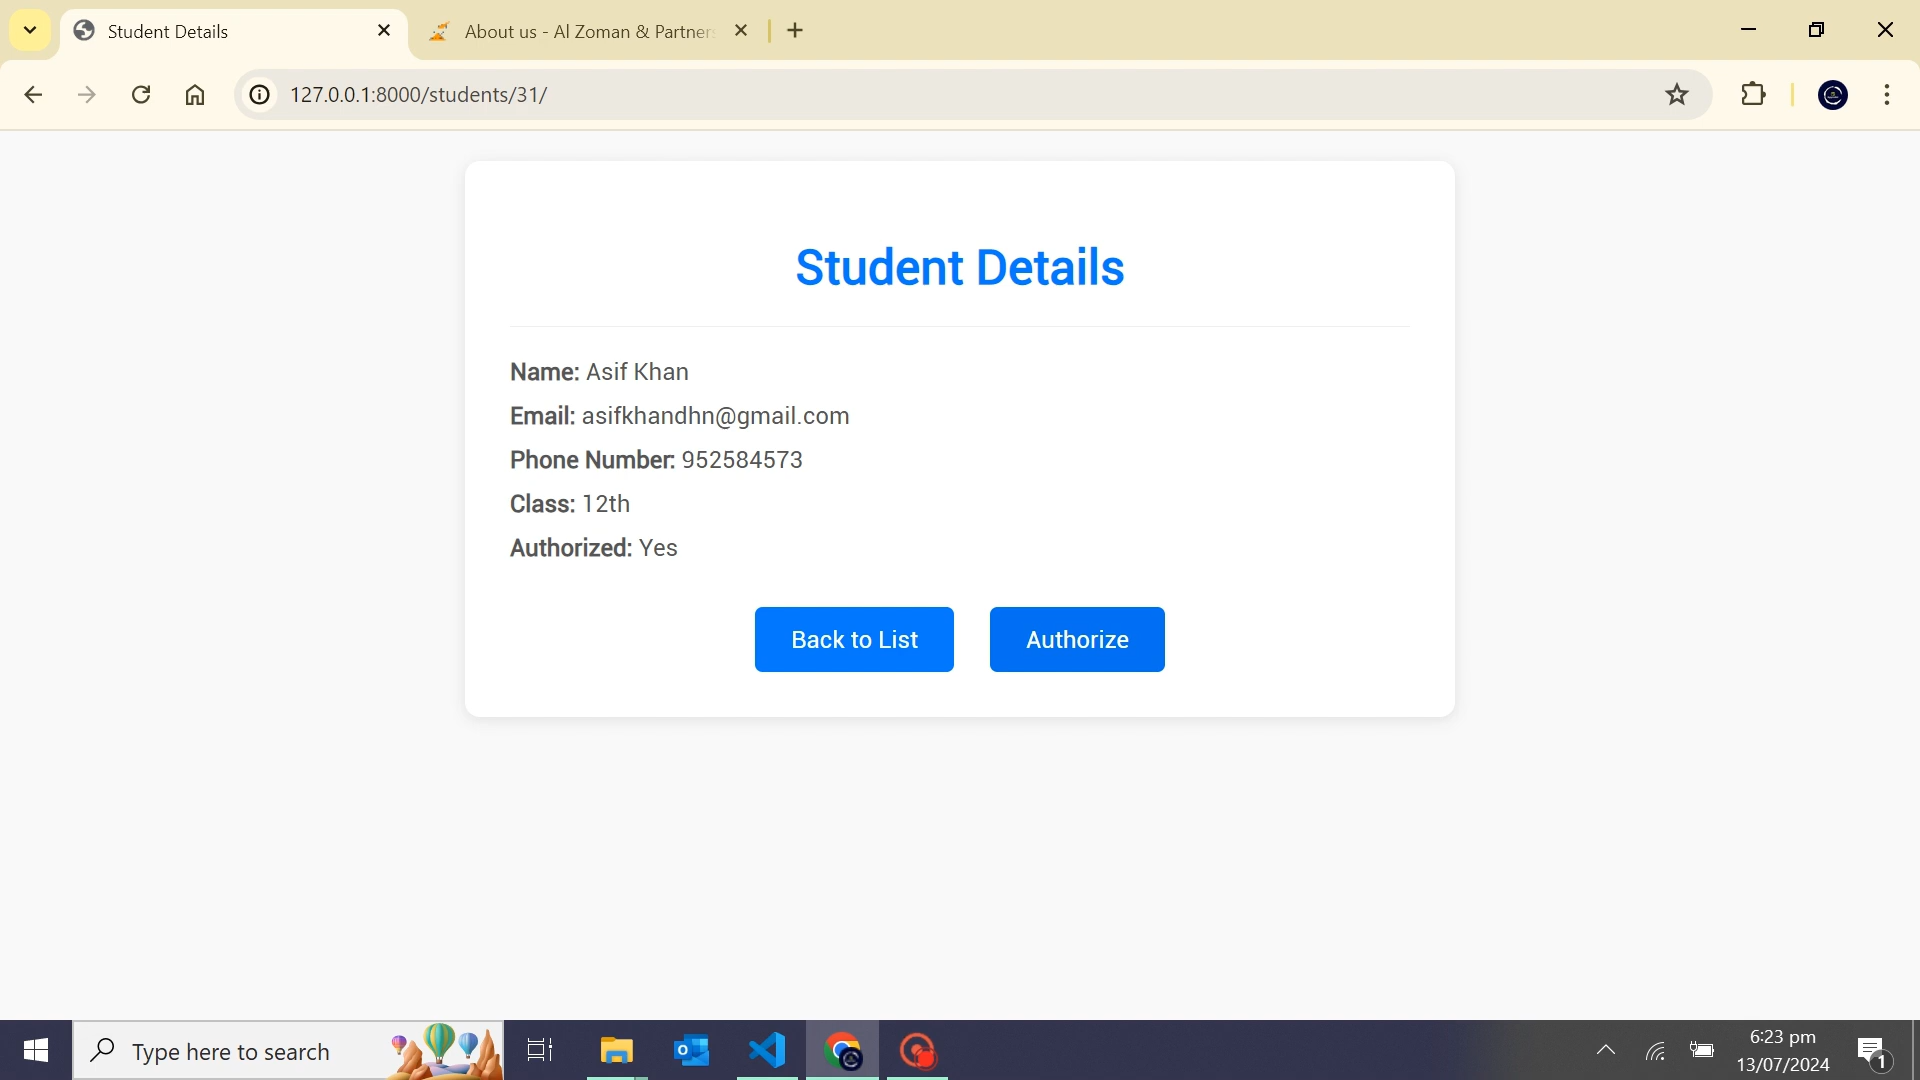 Student Details
About us - Al Zoman & Partner
127.0.0.1:8000/students/31/
Student Details
Name: Asif Khan
Email: asifkhandhn@gmail.com
Phone Number: 952584573
Class: 12th
Authorized: Yes
Back to List
Authorize
Type here to search
6:23 pm
13/07/2024
1